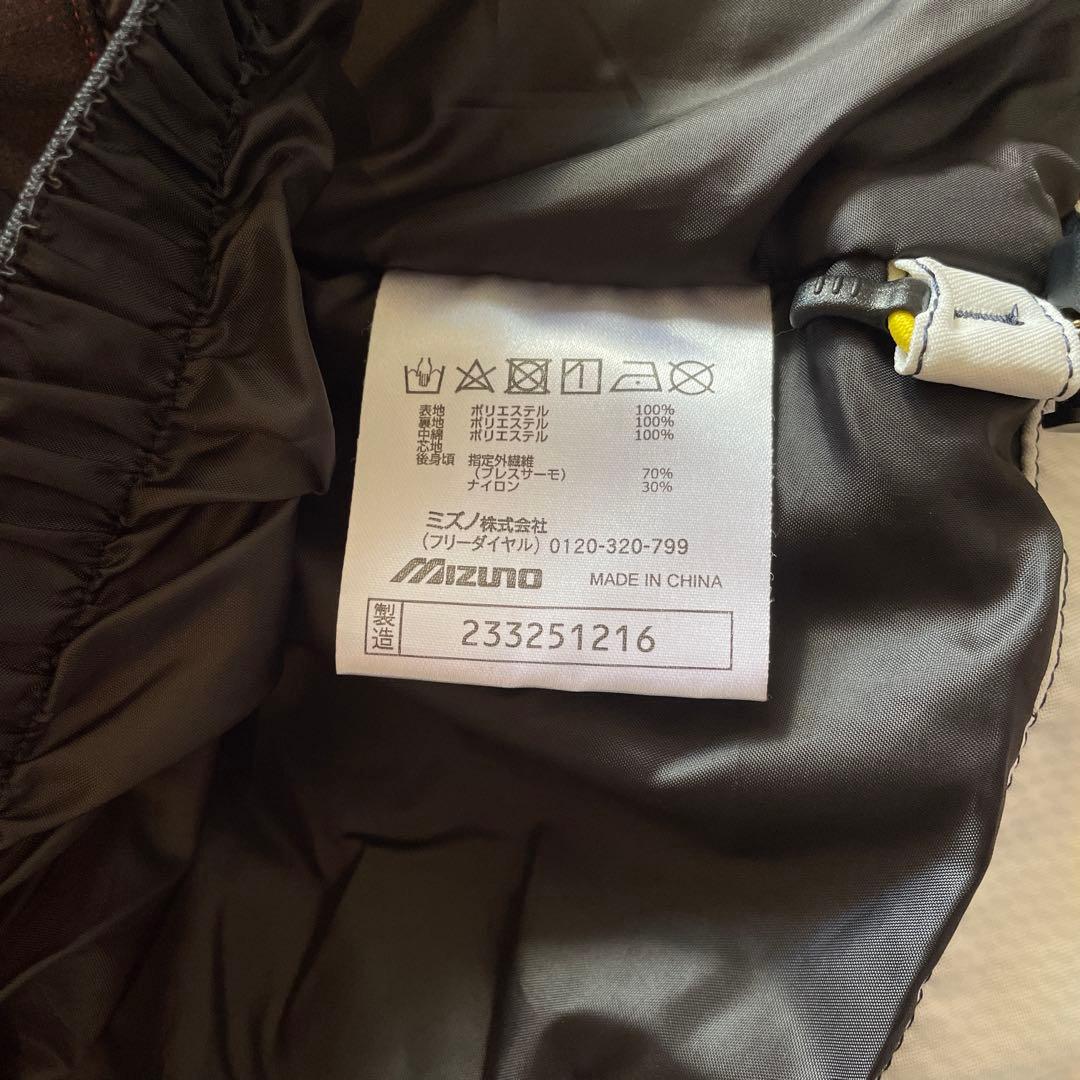 表地 ポリエステル 100%
裏地 ポリエステル 100%
中綿 ポリエステル 100%
芯地
後身頃 指定外繊維
(ブレスサーモ) 70%
ナイロン 30%
ミズノ株式会社
(フリーダイヤル) 0120-320-799
MIZUNO MADE IN CHINA
製造 233251216